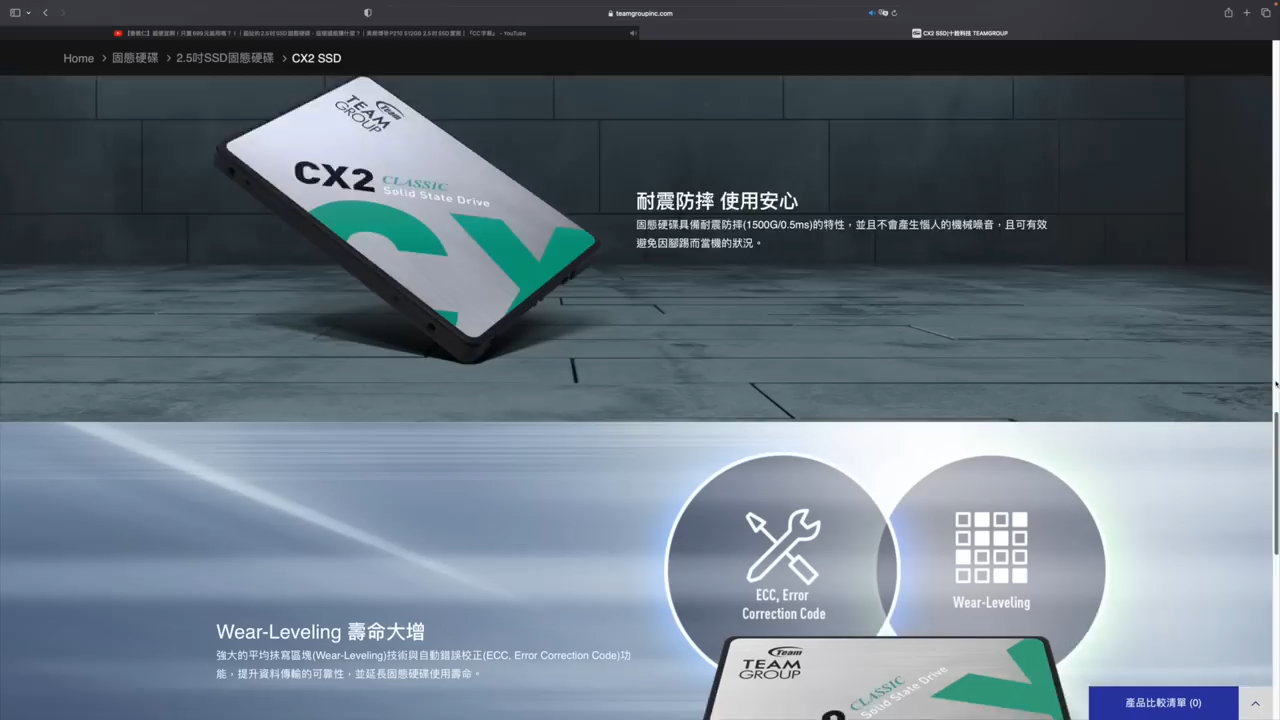 teamgroupinc.com
CX2 SSD|十銓科技 TEAMGROUP
Home > 固態硬碟 > 2.5吋SSD固態硬碟 > CX2 SSD
Team
TEAM
GROUP
CX2 CLASSIC
Solid State Drive
耐震防摔 使用安心
固態硬碟具備耐震防摔(1500G/0.5ms)的特性，並且不會產生惱人的機械噪音，且可有效
避免因腳踢而當機的狀況。
ECC, Error
Correction Code
Wear-Leveling
Wear-Leveling 壽命大增
強大的平均抹寫區塊(Wear-Leveling)技術與自動錯誤校正(ECC, Error Correction Code)功
能，提升資料傳輸的可靠性，並延長固態硬碟使用壽命。
Team
TEAM
GROUP
CLASSIC
Solid State Drive
產品比較清單 (0)